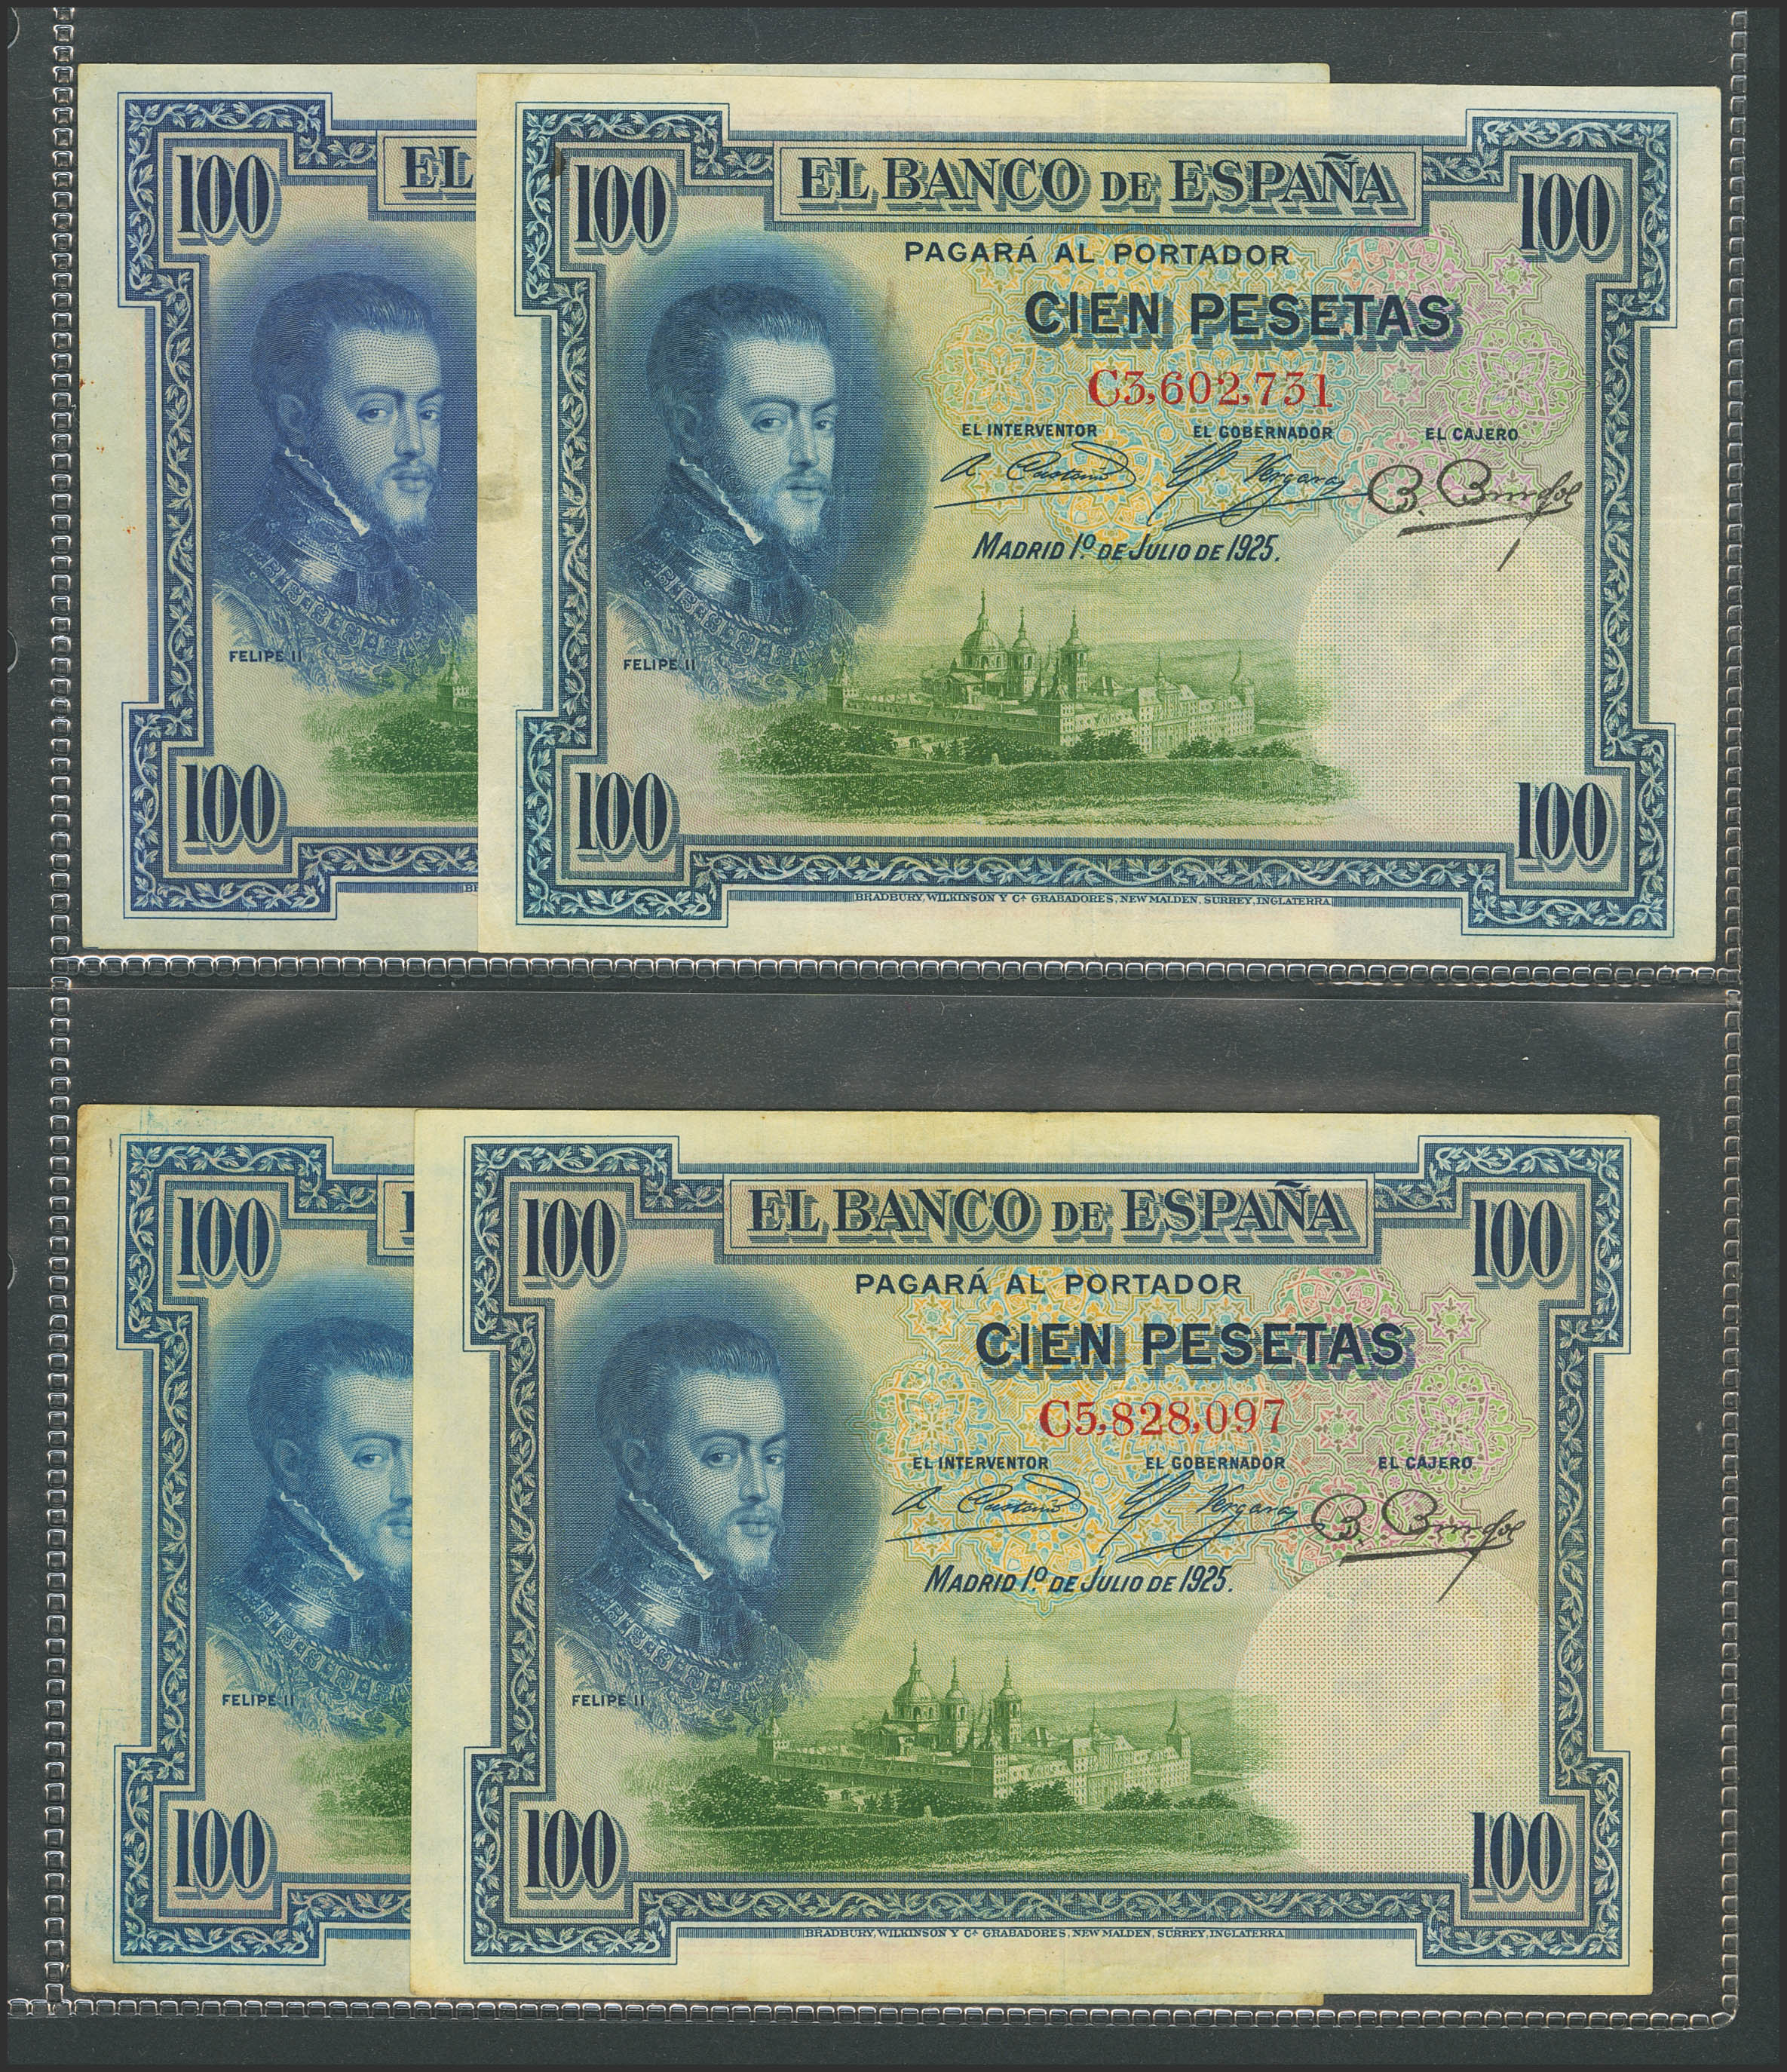 100
EL
FELIPE II
100
100
EL BANCO DE ESPAÑA
100
PAGARÁ AL PORTADOR
CIEN PESETAS
C3,602,731
EL INTERVENTOR EL GOBERNADOR EL CAJERO
MADRID 1º DE JULIO DE 1925.
FELIPE II
100
100
BRADBURY, WILKINSON Y Cª GRABADORES, NEW MALDEN, SURREY, INGLATERRA
100
FELIPE II
100
100
EL BANCO DE ESPAÑA
100
PAGARÁ AL PORTADOR
CIEN PESETAS
C5,828,097
EL INTERVENTOR EL GOBERNADOR EL CAJERO
MADRID 1º DE JULIO DE 1925.
FELIPE II
100
100
BRADBURY, WILKINSON Y Cª GRABADORES, NEW MALDEN, SURREY, INGLATERRA